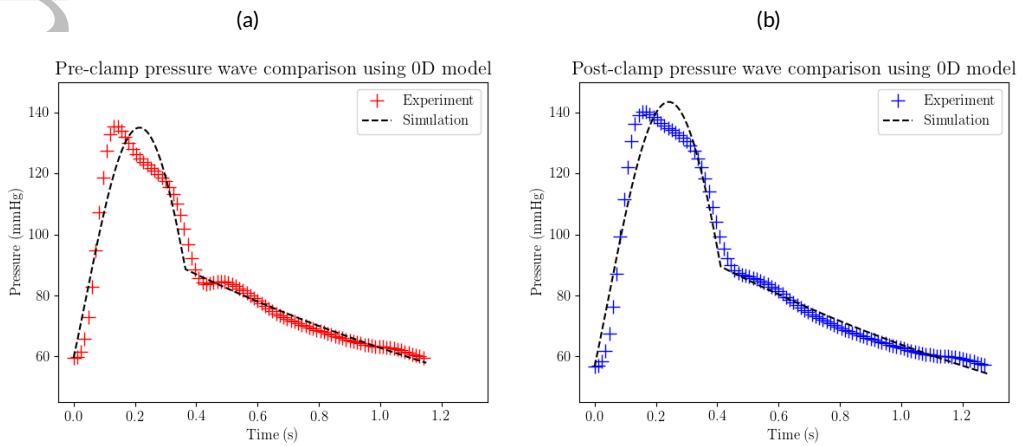 (a)
(b)
Pre-clamp pressure wave comparison using 0D model
Experiment
Simulation
Pressure (mmHg)
140
120
100
80
60
0.0 0.2 0.4 0.6 0.8 1.0 1.2
Time (s)
Post-clamp pressure wave comparison using 0D model
Experiment
Simulation
Pressure (mmHg)
140
120
100
80
60
0.0 0.2 0.4 0.6 0.8 1.0 1.2
Time (s)